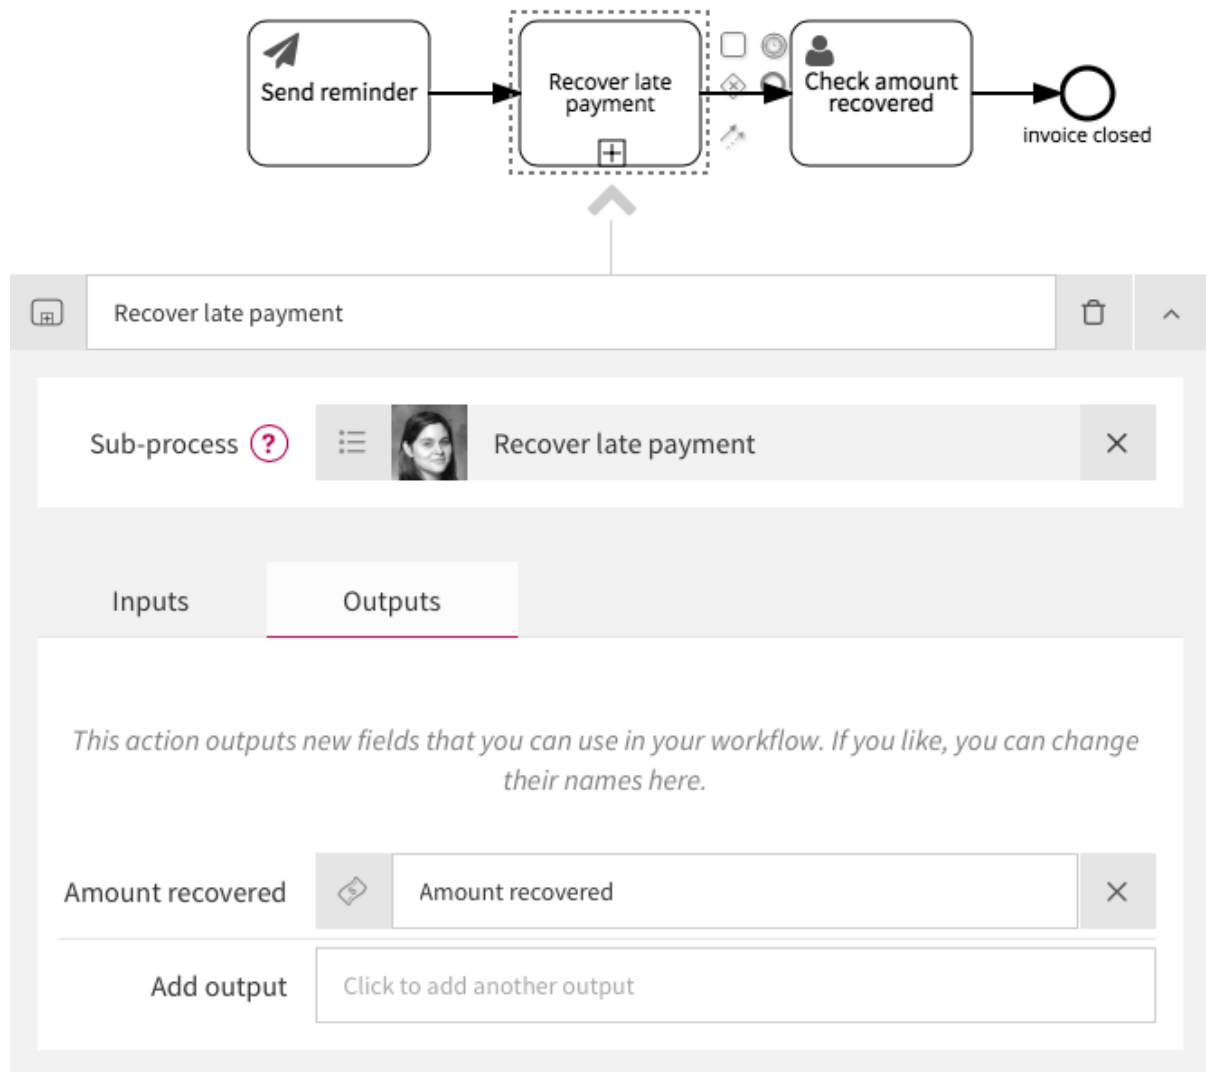 Send reminder
Recover late
payment
Check amount
recovered
invoice closed
Recover late payment
Sub-process ? Recover late payment
Inputs Outputs
This action outputs new fields that you can use in your workflow. If you like, you can change
their names here.
Amount recovered Amount recovered
Add output Click to add another output